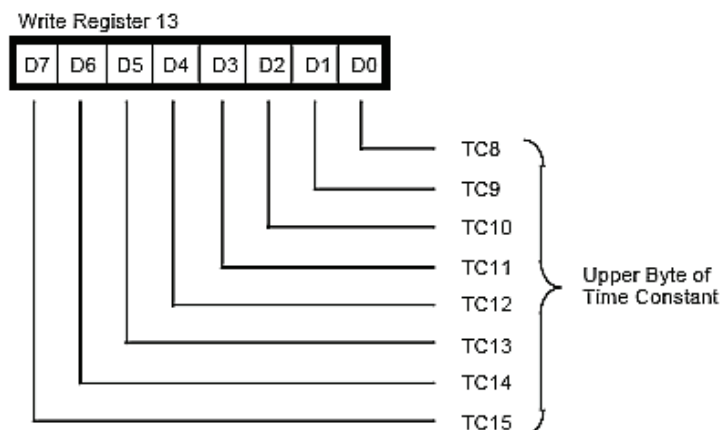 Write Register 13
D7 D6 D5 D4 D3 D2 D1 D0
TC8
TC9
TC10
TC11
TC12
TC13
TC14
TC15
Upper Byte of
Time Constant